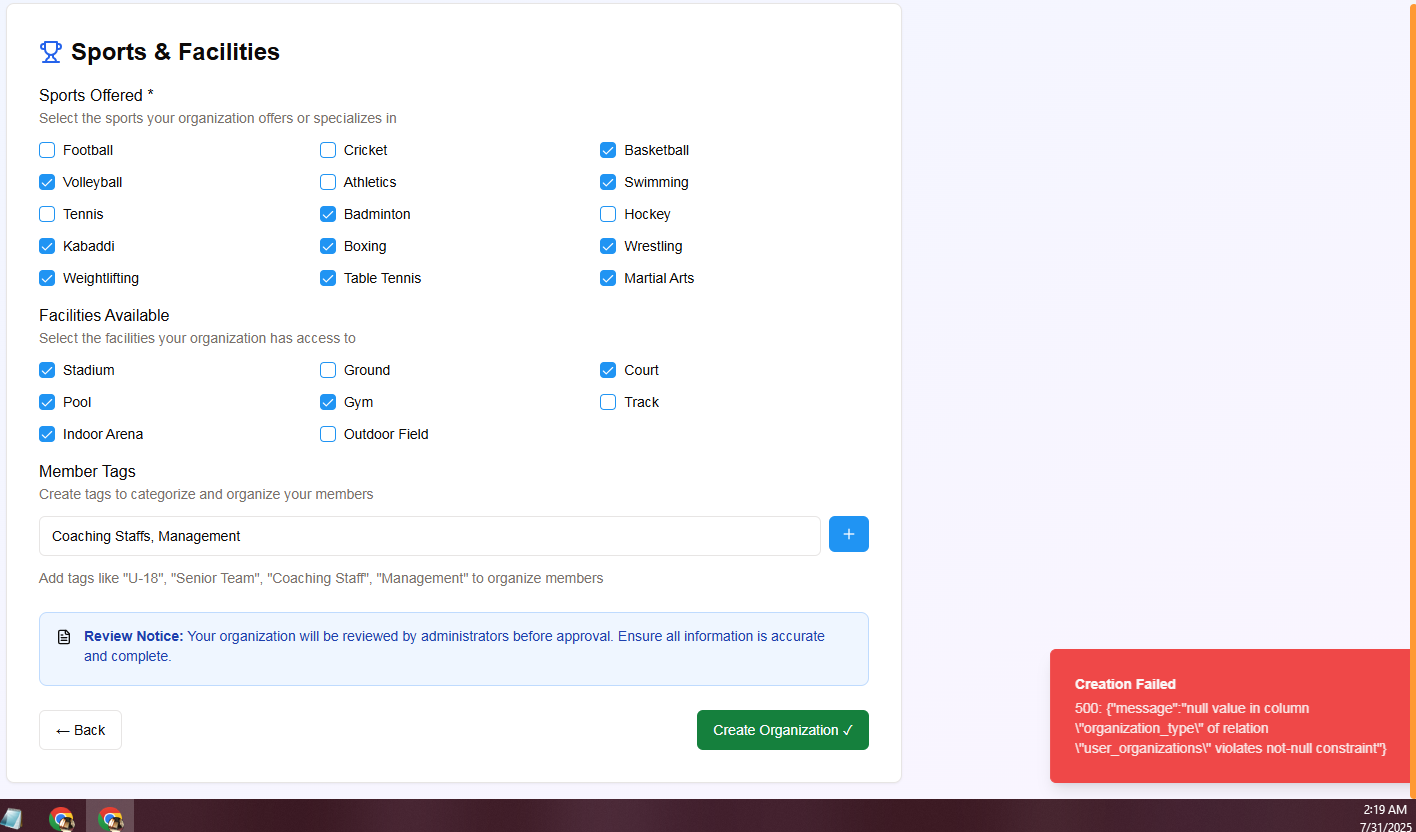 Sports & Facilities
Sports Offered *
Select the sports your organization offers or specializes in
Football Cricket Basketball
Volleyball Athletics Swimming
Tennis Badminton Hockey
Kabaddi Boxing Wrestling
Weightlifting Table Tennis Martial Arts
Facilities Available
Select the facilities your organization has access to
Stadium Ground Court
Pool Gym Track
Indoor Arena Outdoor Field
Member Tags
Create tags to categorize and organize your members
Coaching Staffs, Management
+
Add tags like "U-18", "Senior Team", "Coaching Staff", "Management" to organize members
Review Notice: Your organization will be reviewed by administrators before approval. Ensure all information is accurate
and complete.
← Back
Create Organization ✓
Creation Failed
500: {"message":"null value in column
\"organization_type\" of relation
\"user_organizations\" violates not-null constraint"}
2:19 AM
7/31/2025